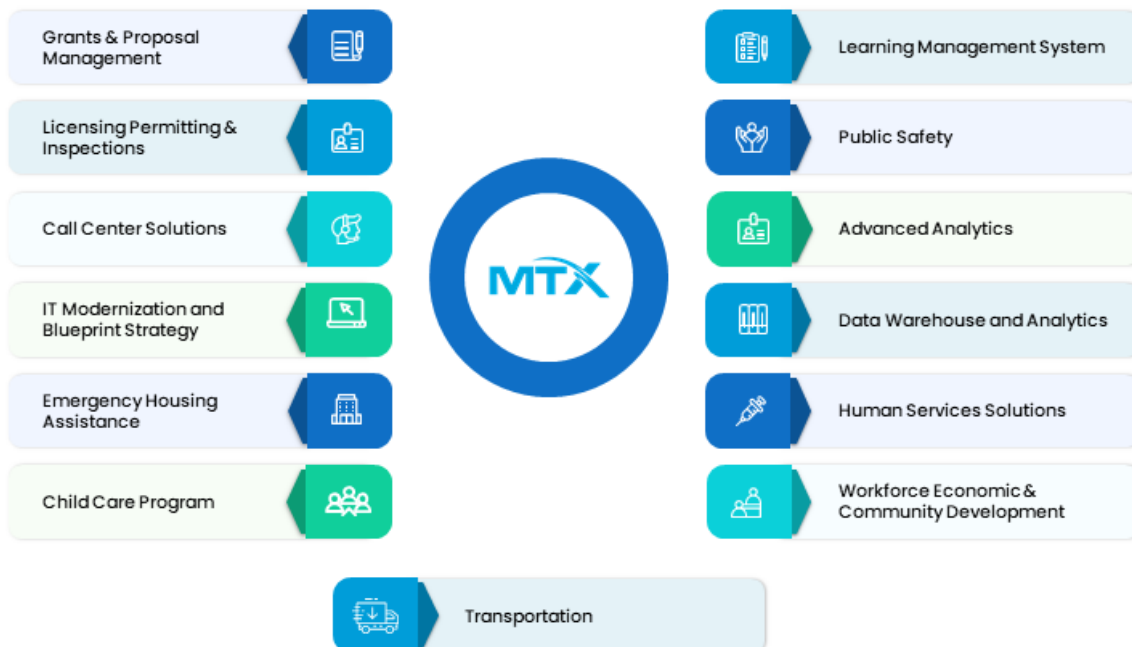 Grants & Proposal
Management
Licensing Permitting &
Inspections
Call Center Solutions
IT Modernization and
Blueprint Strategy
Emergency Housing
Assistance
Child Care Program
MTX
Learning Management System
Public Safety
Advanced Analytics
Data Warehouse and Analytics
Human Services Solutions
Workforce Economic &
Community Development
Transportation